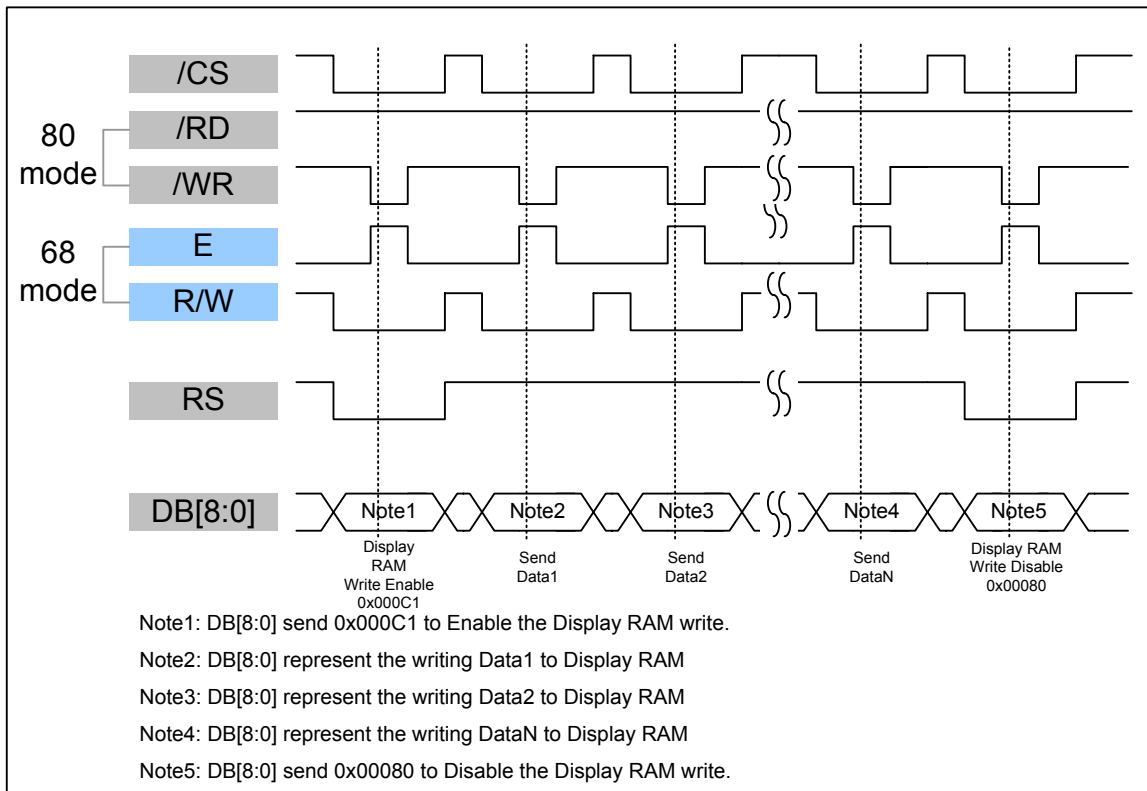 /CS
80
mode
/RD
/WR
68
mode
E
R/W
RS
DB[8:0]
Note1
Note2
Note3
Note4
Note5
Display
RAM
Write Enable
0x000C1
Send
Data1
Send
Data2
Send
DataN
Display RAM
Write Disable
0x00080
Note1: DB[8:0] send 0x000C1 to Enable the Display RAM write.
Note2: DB[8:0] represent the writing Data1 to Display RAM
Note3: DB[8:0] represent the writing Data2 to Display RAM
Note4: DB[8:0] represent the writing DataN to Display RAM
Note5: DB[8:0] send 0x00080 to Disable the Display RAM write.